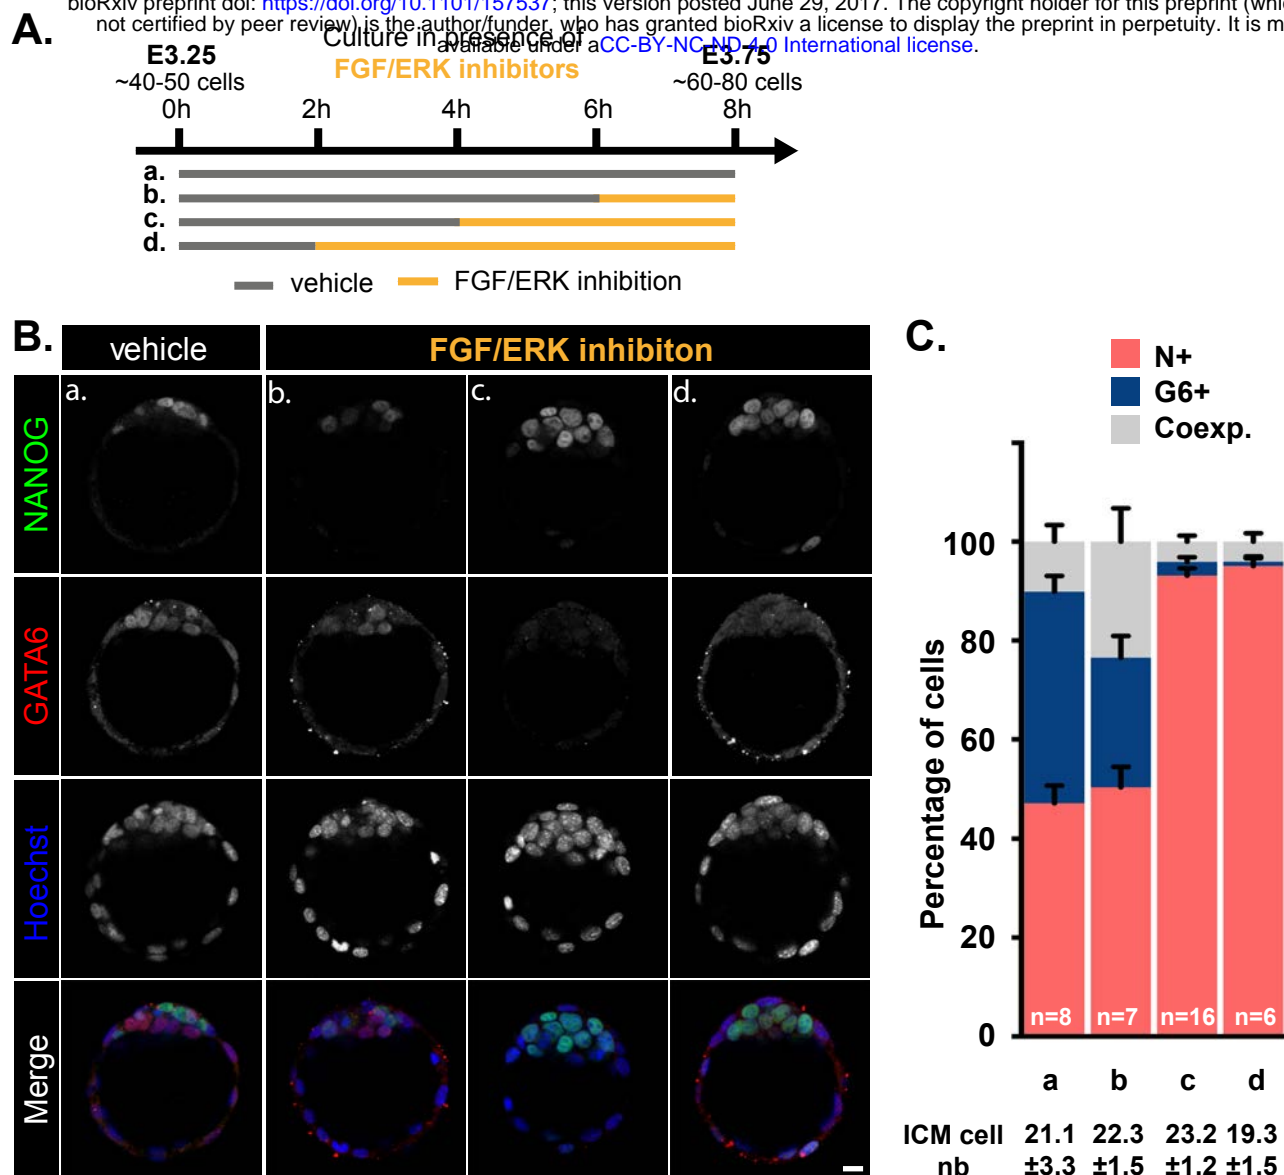 bioRxiv preprint doi: https://doi.org/10.1101/157537; this version posted June 29, 2017. The copyright holder for this preprint
not certified by peer review) is the author/funder, who has granted bioRxiv a license to display the preprint in perpetuity. It is
available under aCC-BY-NC-ND 4.0 International license.
A.
Culture in presence of
FGF/ERK inhibitors
E3.25
~40-50 cells
E3.75
~60-80 cells
0h 2h 4h 6h 8h
a.
b.
c.
d.
vehicle FGF/ERK inhibition
B.
vehicle FGF/ERK inhibiton
a. b. c. d.
NANOG
GATA6
Hoechst
Merge
C.
N+
G6+
Coexp.
Percentage of cells
100
80
60
40
20
0
n=8 n=7 n=16 n=6
a b c d
ICM cell 21.1 22.3 23.2 19.3
nb ±3.3 ±1.5 ±1.2 ±1.5